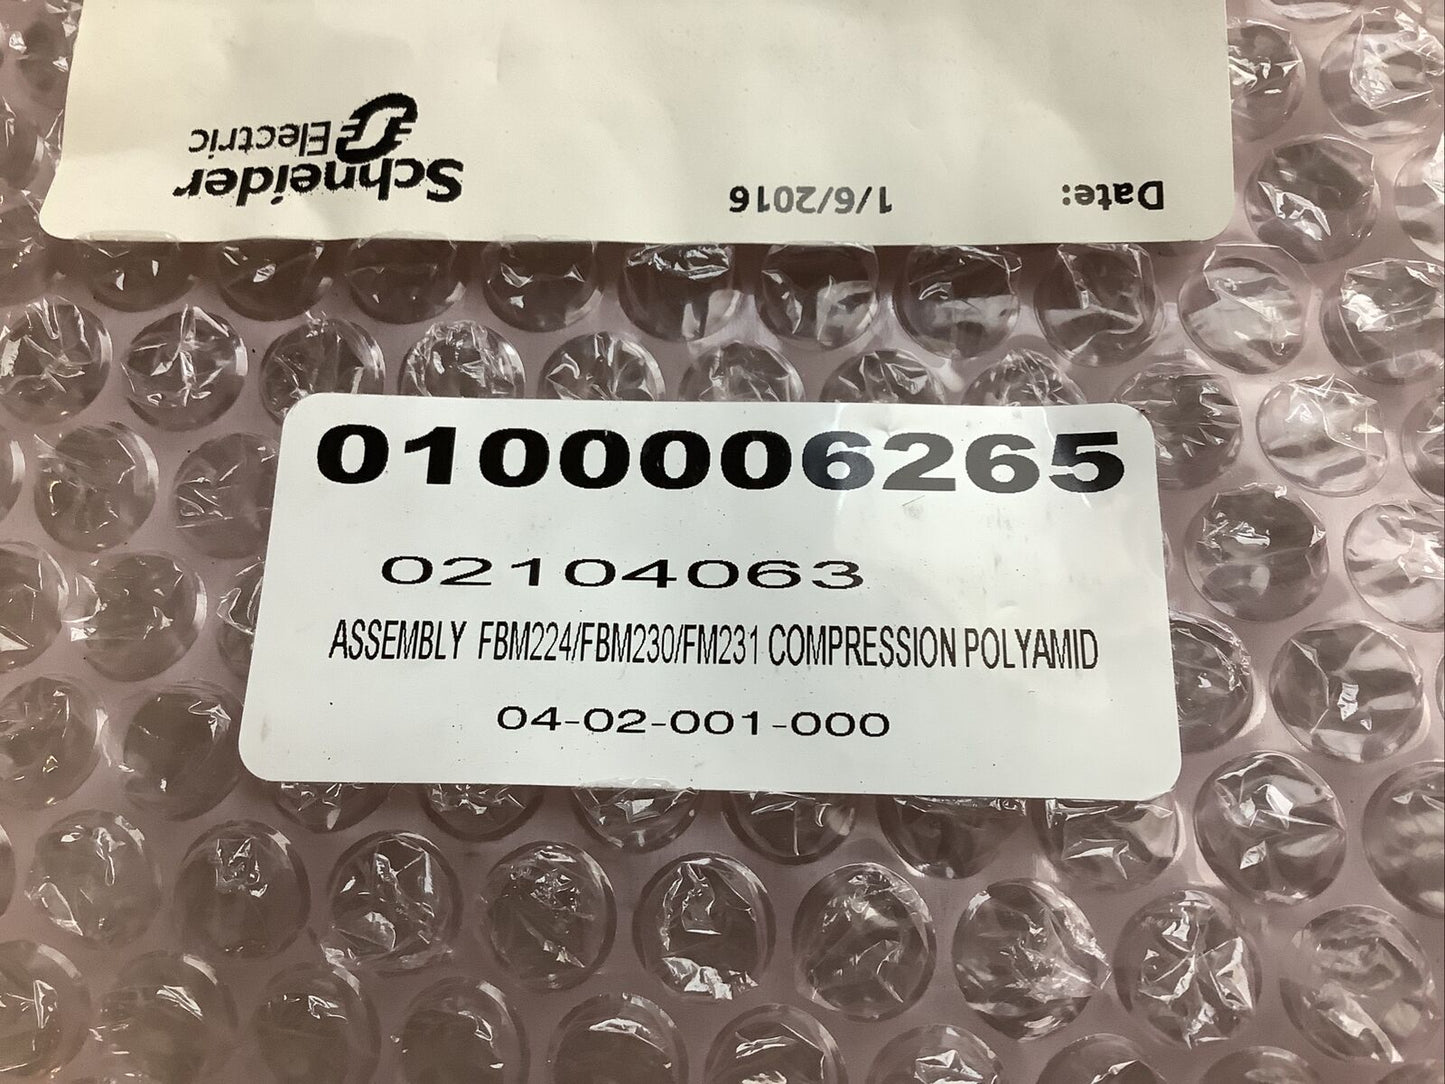 Schneider
Electric
Date: 1/6/2016
0100006265
02104063
ASSEMBLY FBM224/FBM230/FM231 COMPRESSION POLYAMID
04-02-001-000